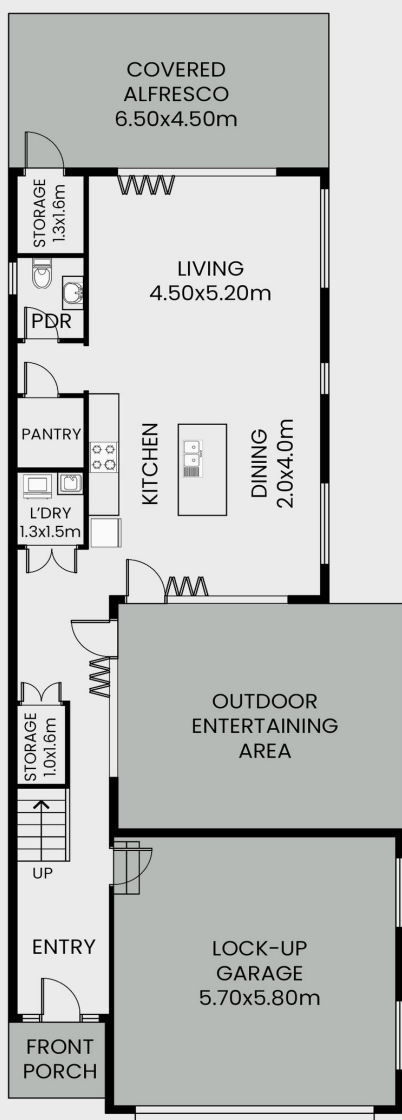 COVERED
ALFRESCO
6.50x4.50m
STORAGE
1.3x1.6m
LIVING
4.50x5.20m
PDR
PANTRY
KITCHEN
DINING
2.0x4.0m
L'DRY
1.3x1.5m
OUTDOOR
ENTERTAINING
AREA
STORAGE
1.0x1.6m
UP
ENTRY
LOCK-UP
GARAGE
5.70x5.80m
FRONT
PORCH